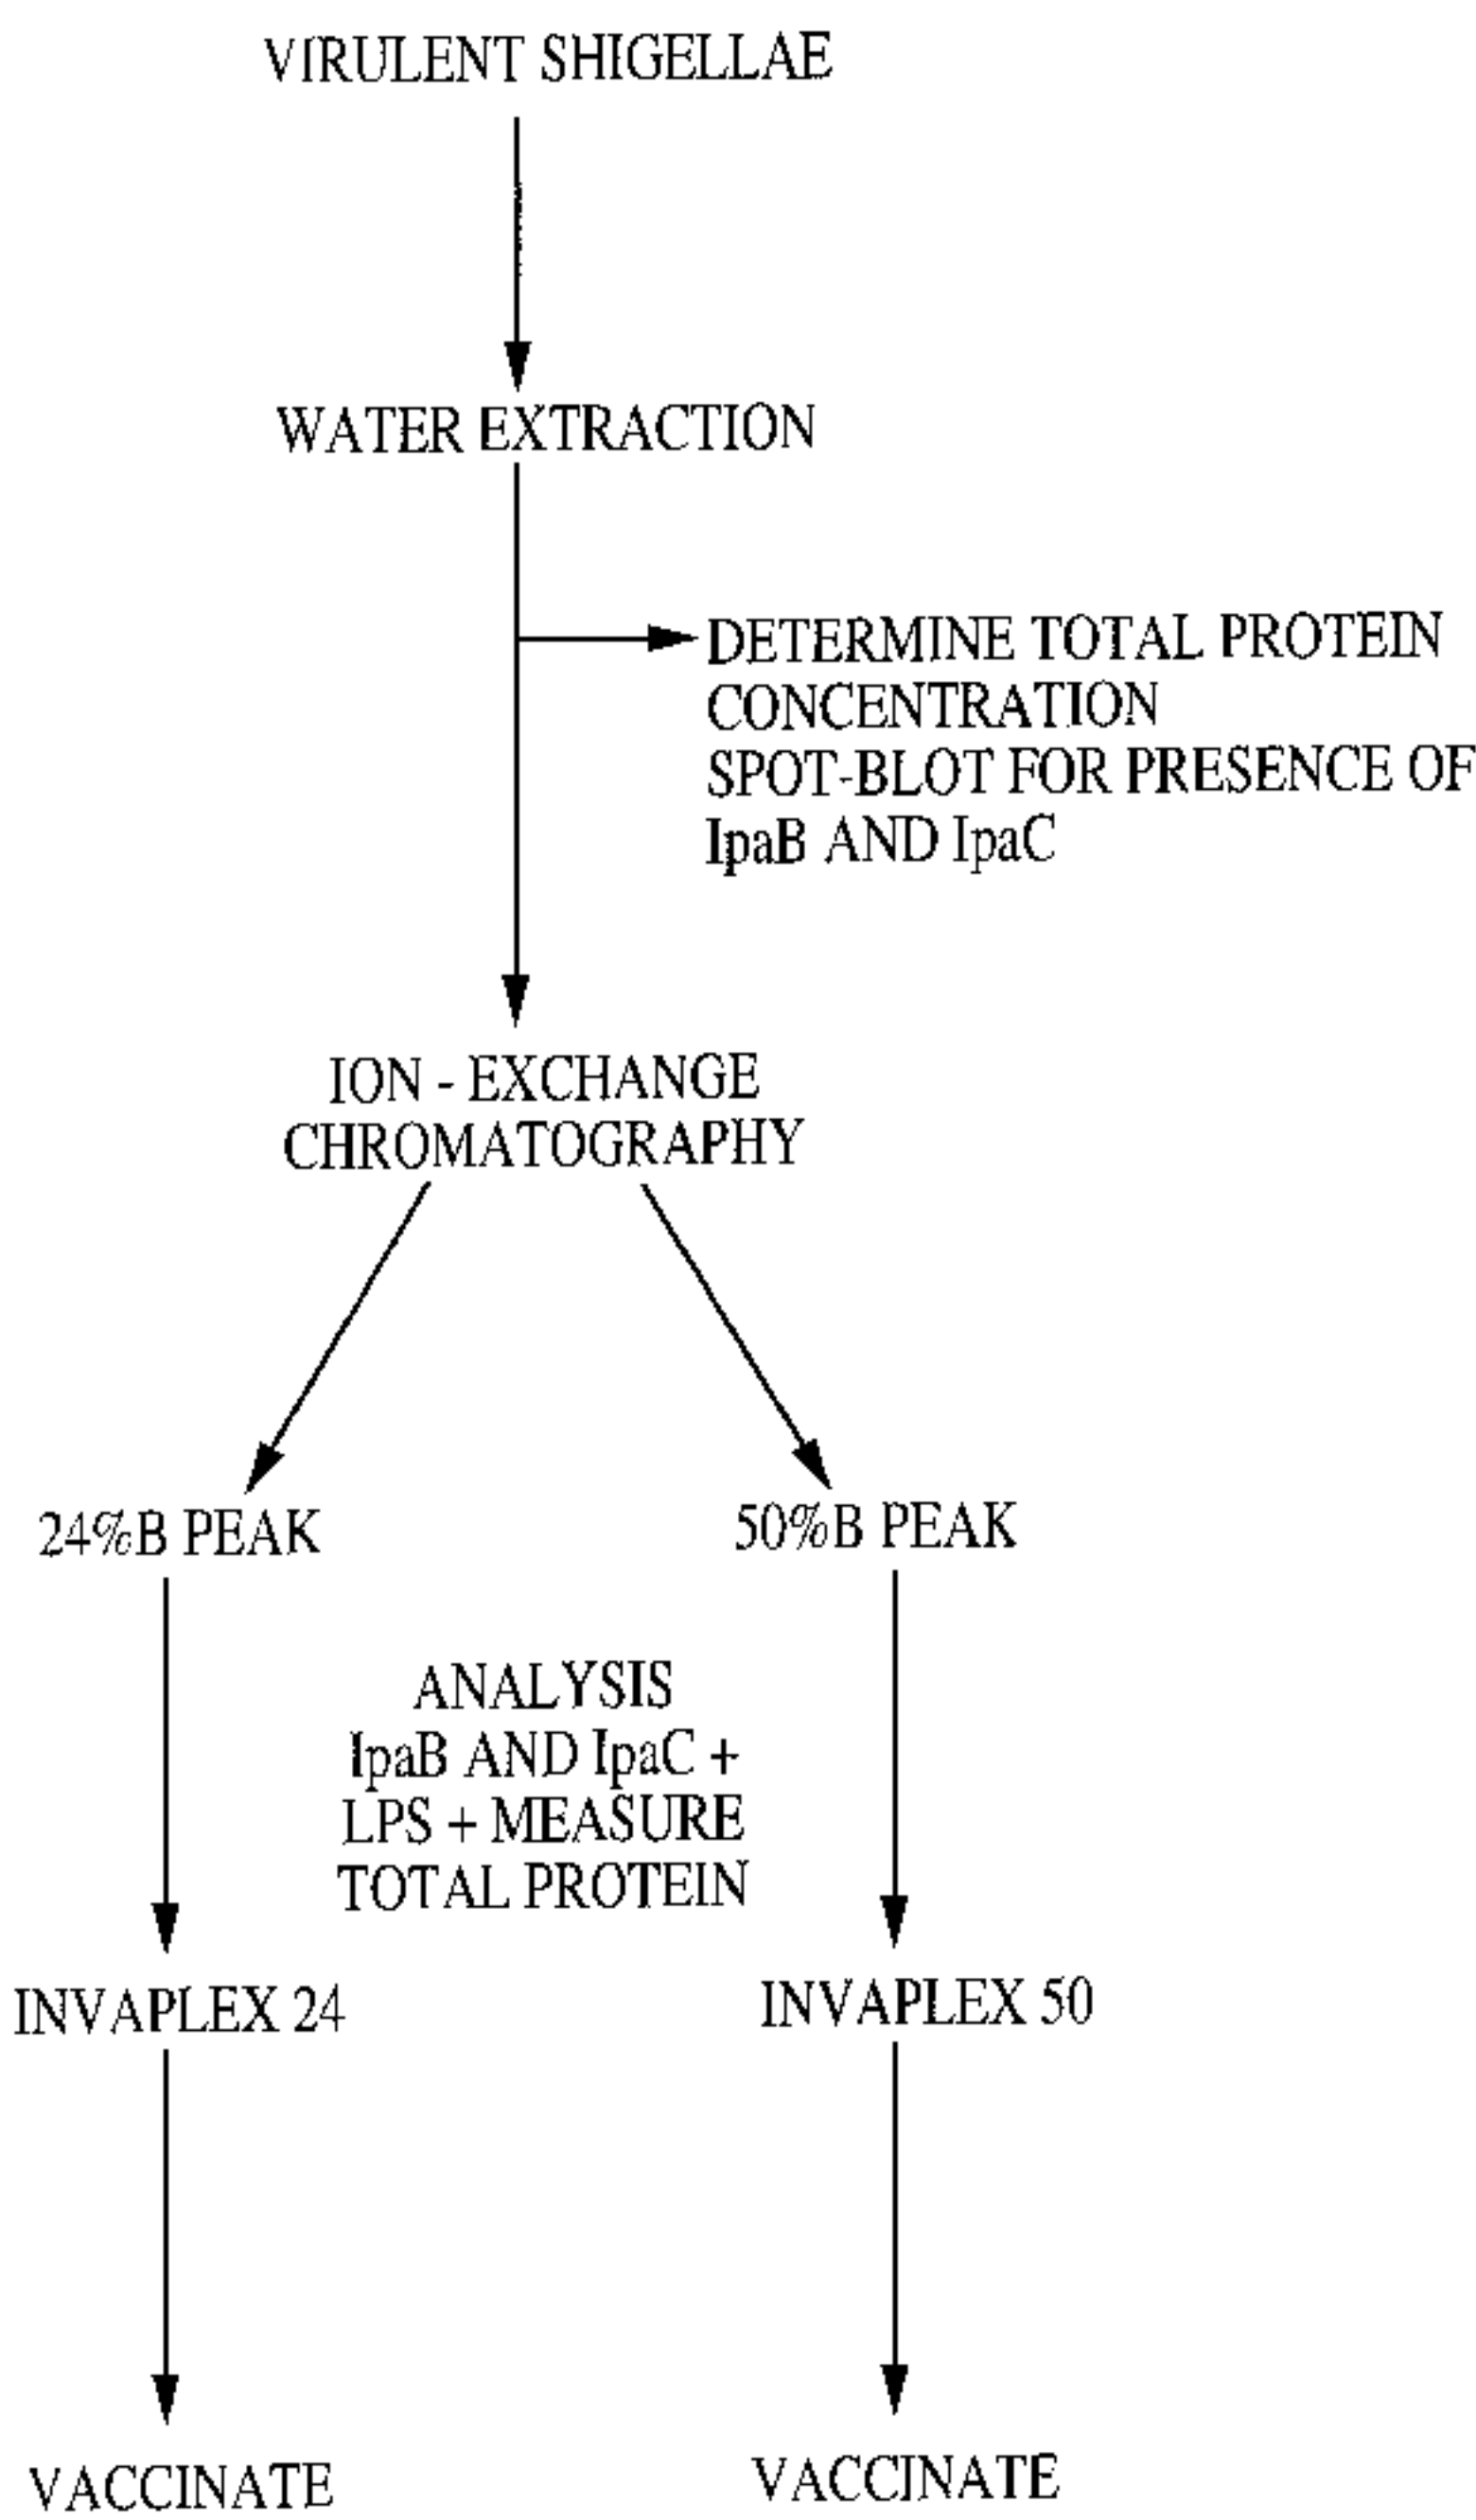 VIRULENT SHIGELLAE
WATER EXTRACTION
DETERMINE TOTAL PROTEIN
CONCENTRATION
SPOT-BLOT FOR PRESENCE OF
IpaB AND IpaC
ION - EXCHANGE
CHROMATOGRAPHY
24%B PEAK
50%B PEAK
ANALYSIS
IpaB AND IpaC +
LPS + MEASURE
TOTAL PROTEIN
INVAPLEX 24
INVAPLEX 50
VACCINATE
VACCINATE